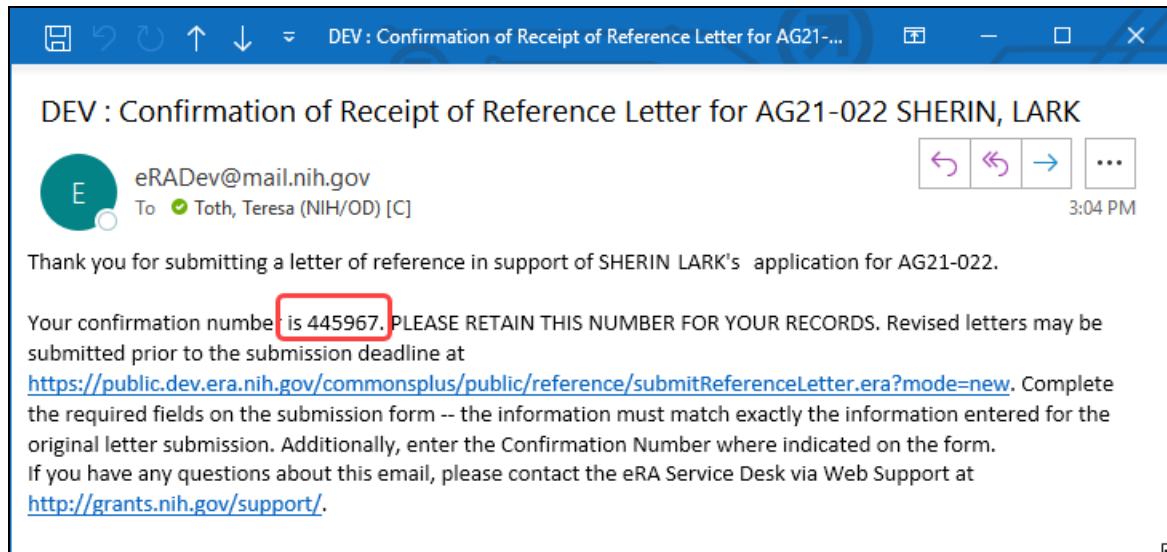 DEV : Confirmation of Receipt of Reference Letter for AG21-...
DEV : Confirmation of Receipt of Reference Letter for AG21-022 SHERIN, LARK
E
eRADev@mail.nih.gov
To Toth, Teresa (NIH/OD) [C]
3:04 PM
Thank you for submitting a letter of reference in support of SHERIN LARK's application for AG21-022.
Your confirmation number is 445967. PLEASE RETAIN THIS NUMBER FOR YOUR RECORDS. Revised letters may be
submitted prior to the submission deadline at
https://public.dev.era.nih.gov/commonsplus/public/reference/submitReferenceLetter.era?mode=new. Complete
the required fields on the submission form -- the information must match exactly the information entered for the
original letter submission. Additionally, enter the Confirmation Number where indicated on the form.
If you have any questions about this email, please contact the eRA Service Desk via Web Support at
http://grants.nih.gov/support/.